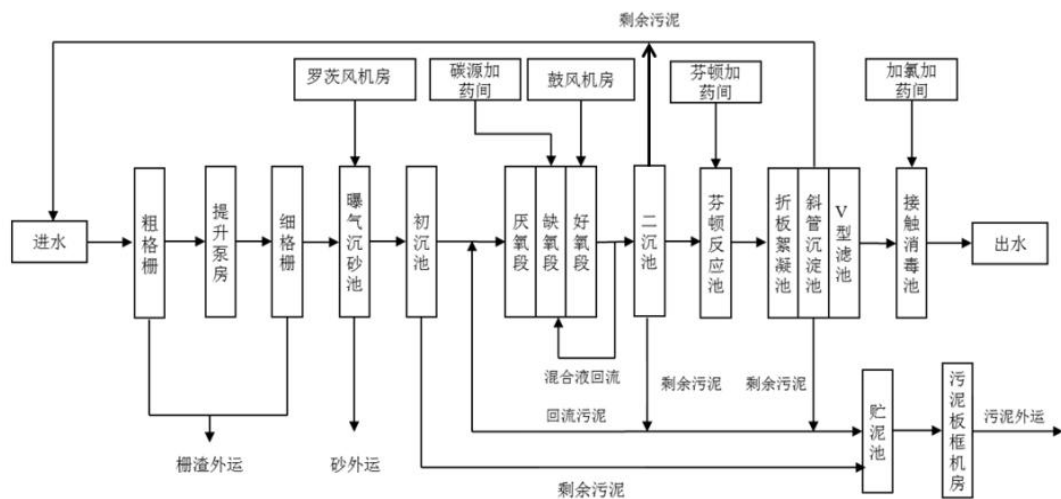 剩余污泥
罗茨风机房
碳源加
药间
鼓风机房
芬顿加
药间
加氯加
药间
进水
粗格栅
提升泵房
细格栅
曝气沉砂池
初沉池
厌氧段
缺氧段
好氧段
二沉池
芬顿反应池
折板絮凝池
斜管沉淀池
V型滤池
接触消毒池
出水
混合液回流
剩余污泥
剩余污泥
回流污泥
贮泥池
污泥板框机房
污泥外运
栅渣外运
砂外运
剩余污泥